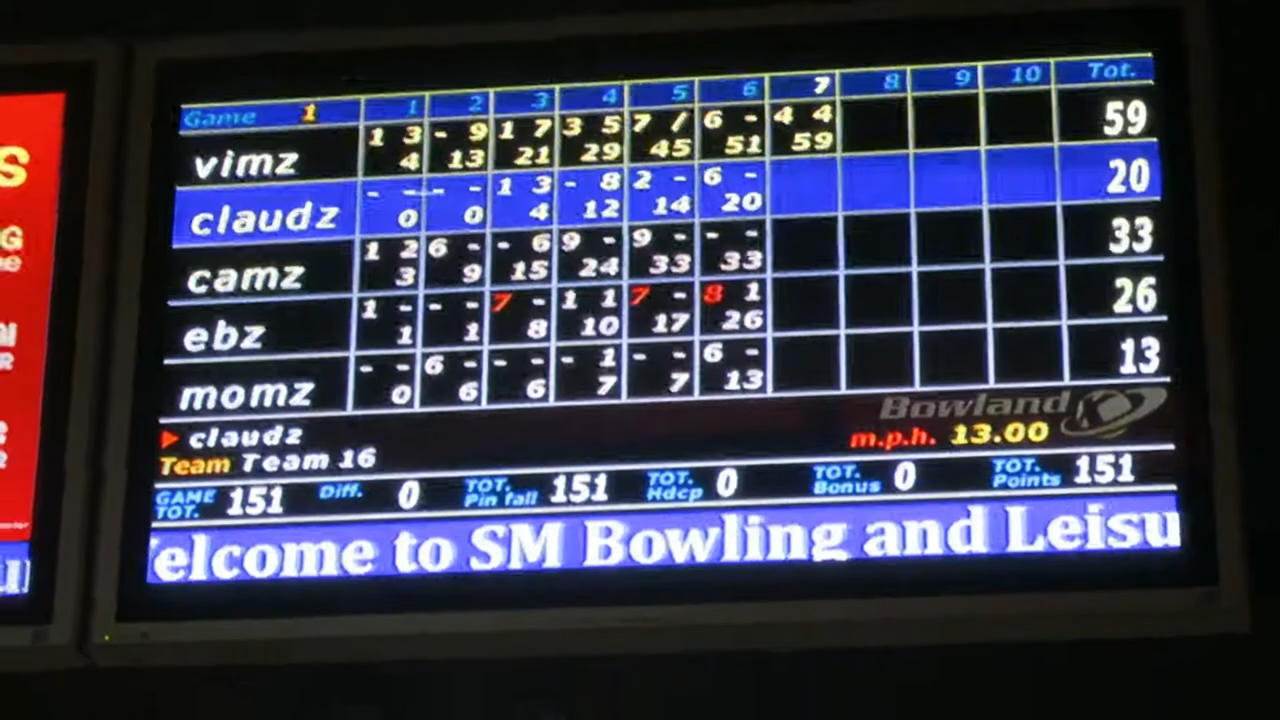 Game 1 1 2 3 4 5 6 7 8 9 10 Tot.
vimz 1 3 - 9 1 7 3 5 7 / 6 - 4 4 59
4 13 21 29 45 51 59
claudz - - - - 1 3 - 8 2 - 6 - 20
0 0 4 12 14 20
camz 1 2 6 - - 6 9 - 9 - - - 33
3 9 15 24 33 33
ebz 1 - - - 7 - 1 1 7 - 8 1 26
1 1 8 10 17 26
momz - - 6 - - - - 1 - - 6 - 13
0 6 6 7 7 13
Bowland
claudz
m.p.h. 13.00
Team Team 16
GAME TOT. 151 Diff. 0 TOT. Pin fall 151 TOT. Hdcp 0 TOT. Bonus 0 TOT. Points 151
elcome to SM Bowling and Leisu
S
G